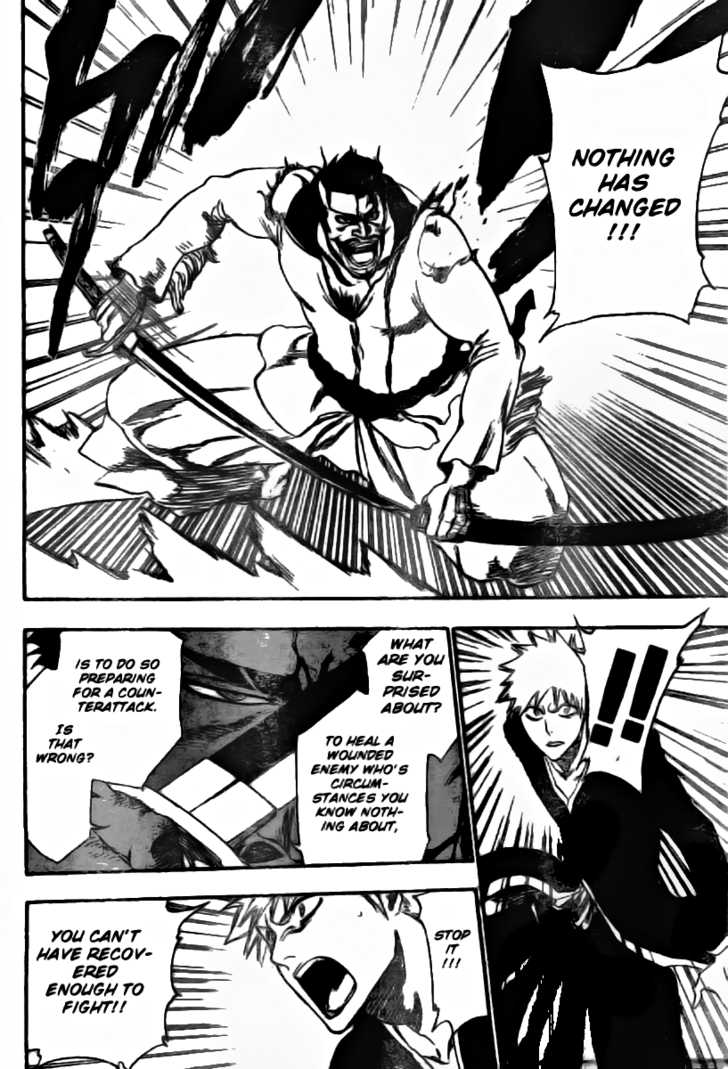 NOTHING
HAS
CHANGED
!!!
!!
WHAT
ARE YOU
SUR-
PRISED
ABOUT?
TO HEAL A
WOUNDED
ENEMY WHO'S
CIRCUM-
STANCES YOU
KNOW NOTH-
ING ABOUT,
IS TO DO SO
PREPARING
FOR A COUN-
TERATTACK.
IS
THAT
WRONG?
STOP
IT !!!
YOU CAN'T
HAVE RECOV-
ERED
ENOUGH TO
FIGHT!!